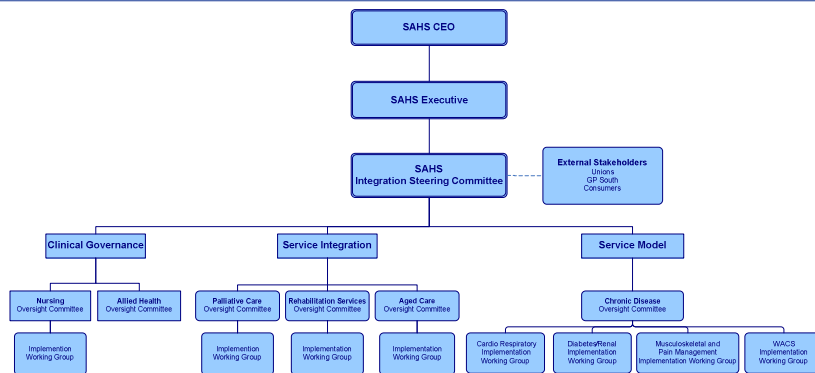 SAHS CEO
SAHS Executive
SAHS
Integration Steering Committee
External Stakeholders
Unions
GP South
Consumers
Clinical Governance
Service Integration
Service Model
Nursing
Oversight Committee
Allied Health
Oversight Committee
Palliative Care
Oversight Committee
Rehabilitation Services
Oversight Committee
Aged Care
Oversight Committee
Chronic Disease
Oversight Committee
Implemention
Working Group
Implemention
Working Group
Implementation
Working Group
Implementation
Working Group
Cardio Respiratory
Implementation
Working Group
Diabetes/Renal
Implementation
Working Group
Musculoskeletal and
Pain Management
Implementation Working Group
WACS
Implementation
Working Group